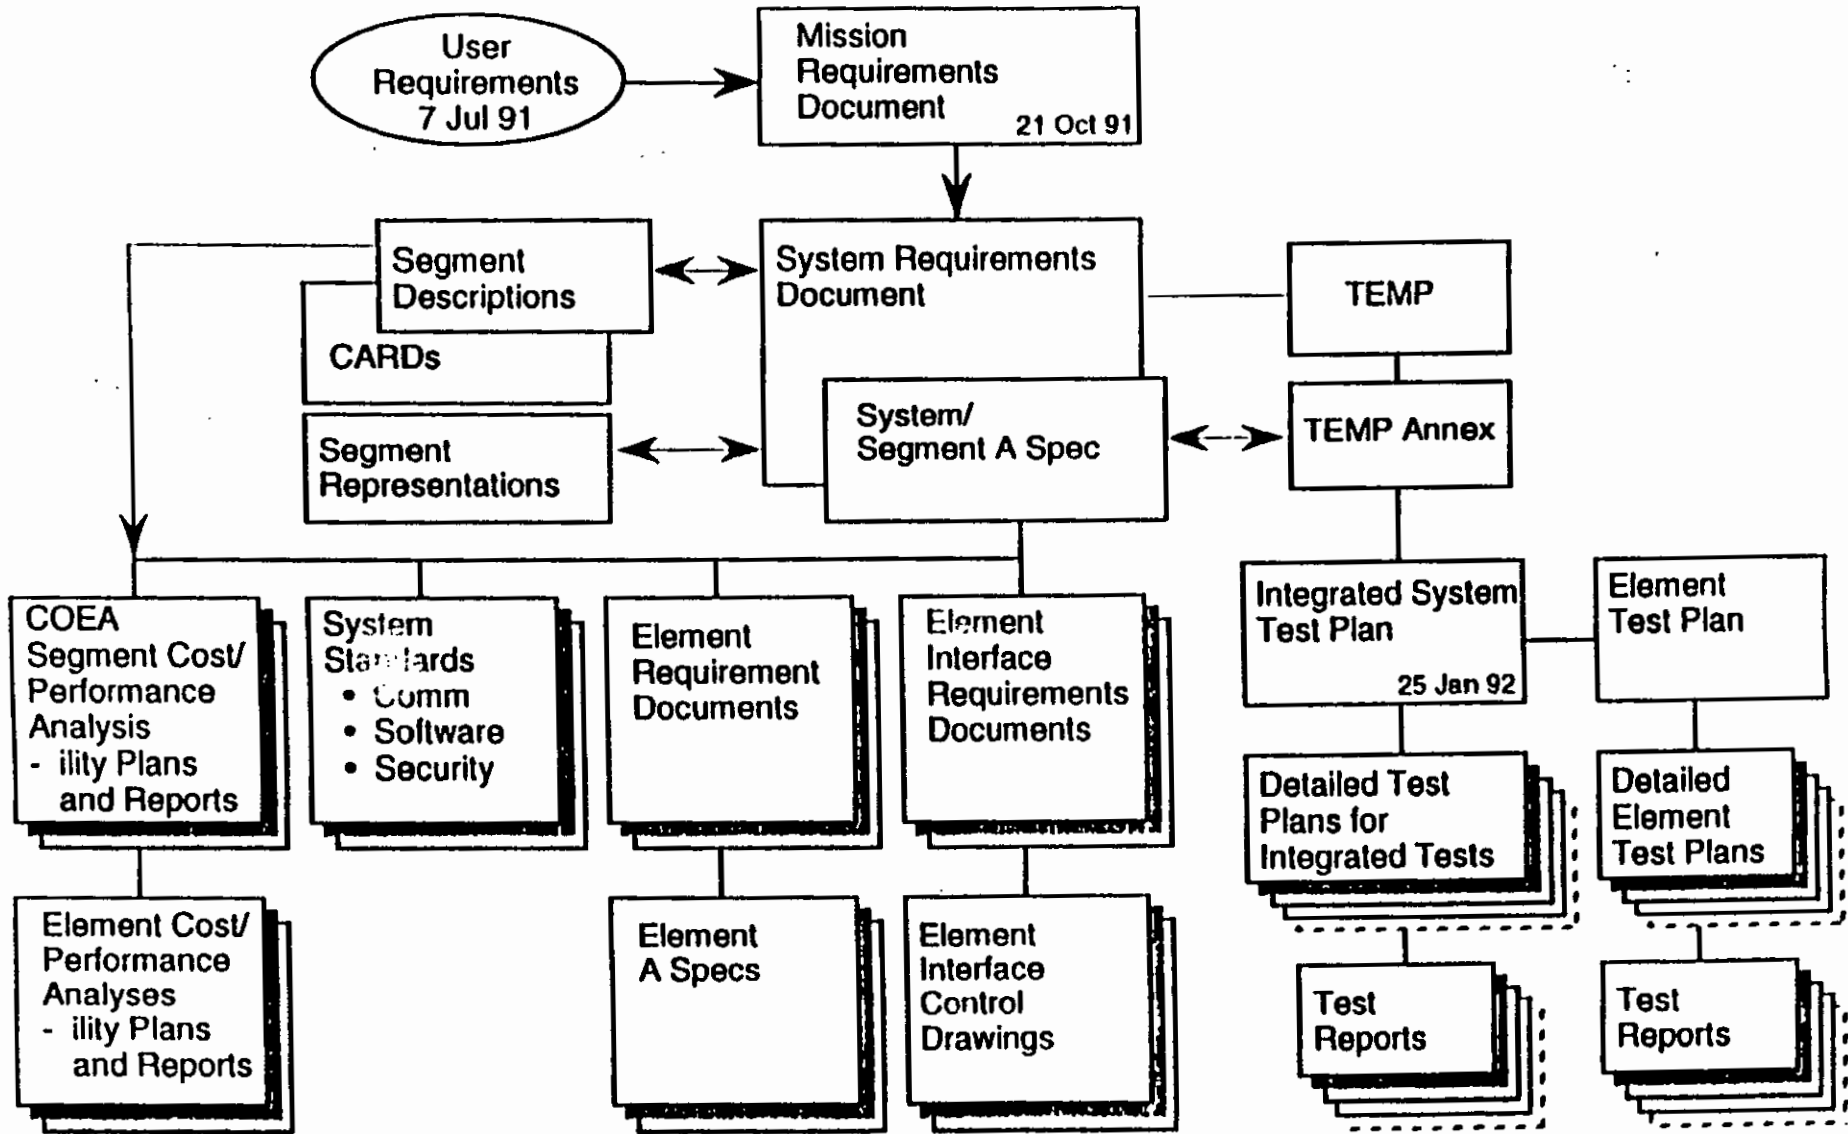 User
Requirements
7 Jul 91
Mission
Requirements
Document
21 Oct 91
Segment
Descriptions
CARDs
Segment
Representations
System Requirements
Document
System/
Segment A Spec
TEMP
TEMP Annex
COEA
Segment Cost/
Performance
Analysis
- ility Plans
and Reports
System
Standards
• Comm
• Software
• Security
Element
Requirement
Documents
Element
Interface
Requirements
Documents
Integrated System
Test Plan
25 Jan 92
Element
Test Plan
Detailed Test
Plans for
Integrated Tests
Detailed
Element
Test Plans
Element Cost/
Performance
Analyses
- ility Plans
and Reports
Element
A Specs
Element
Interface
Control
Drawings
Test
Reports
Test
Reports